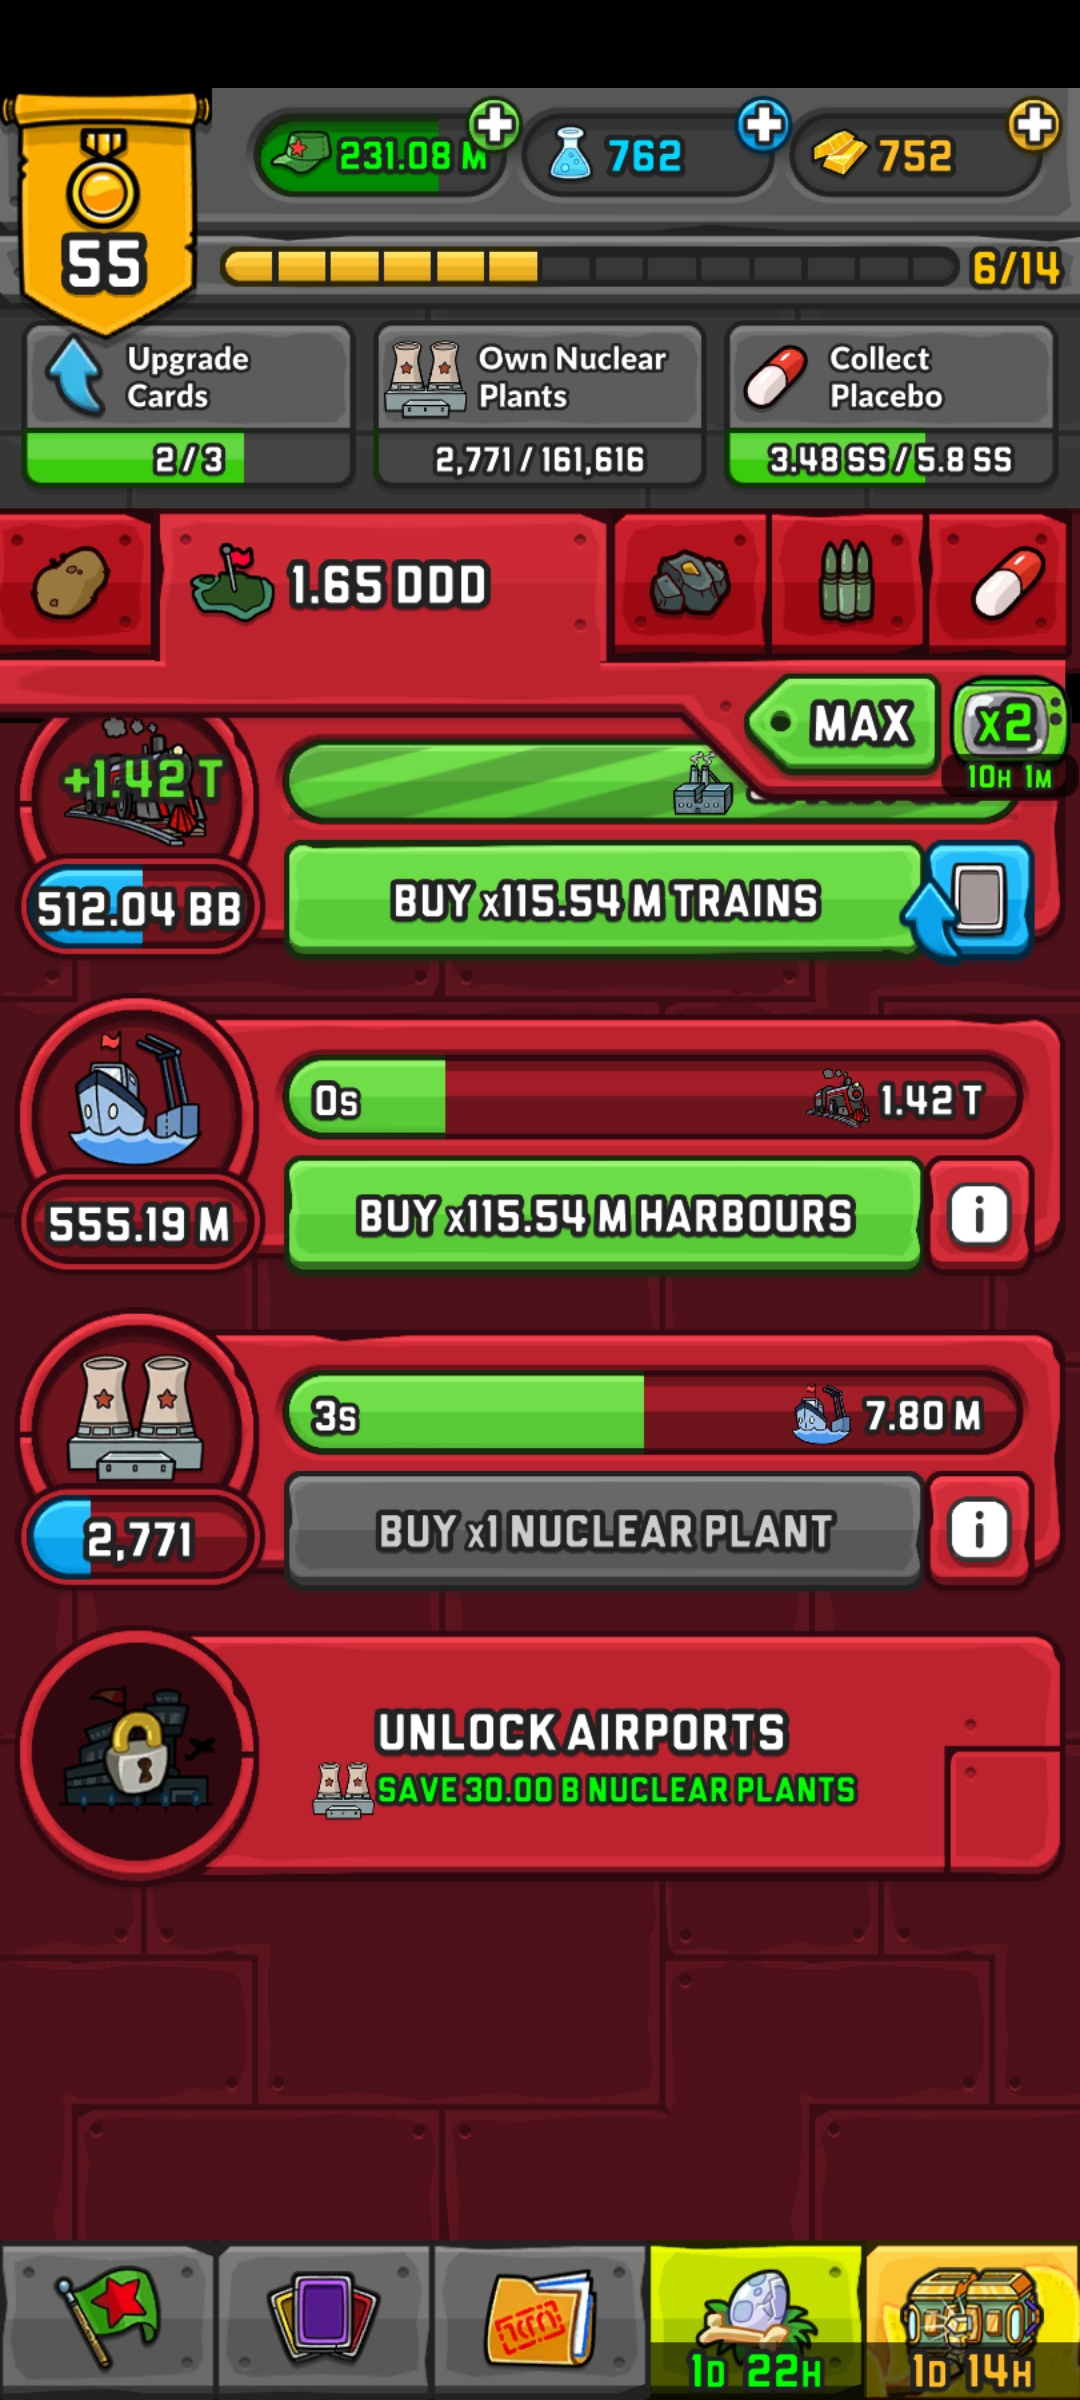 231.08 M
762
752
55
6/14
Upgrade
Cards
2/3
Own Nuclear
Plants
2,771 / 161,616
Collect
Placebo
3.48 SS / 5.8 SS
1.65 DDD
MAX
x2
10H 1M
+1.42 T
512.04 BB
BUY x115.54 M TRAINS
0s
1.42 T
555.19 M
BUY x115.54 M HARBOURS
i
3s
7.80 M
2,771
BUY x1 NUCLEAR PLANT
i
UNLOCK AIRPORTS
SAVE 30.00 B NUCLEAR PLANTS
1D 22H
1D 14H